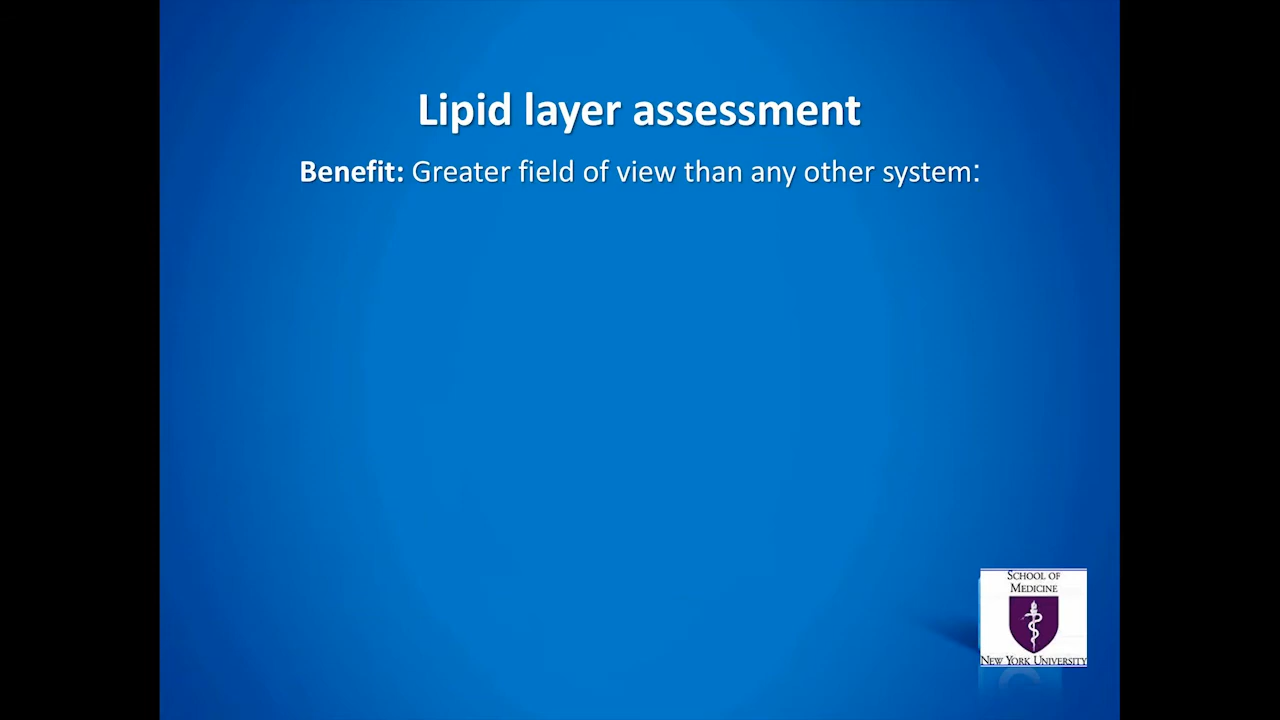 Lipid layer assessment
Benefit: Greater field of view than any other system:
SCHOOL OF
MEDICINE
NEW YORK UNIVERSITY